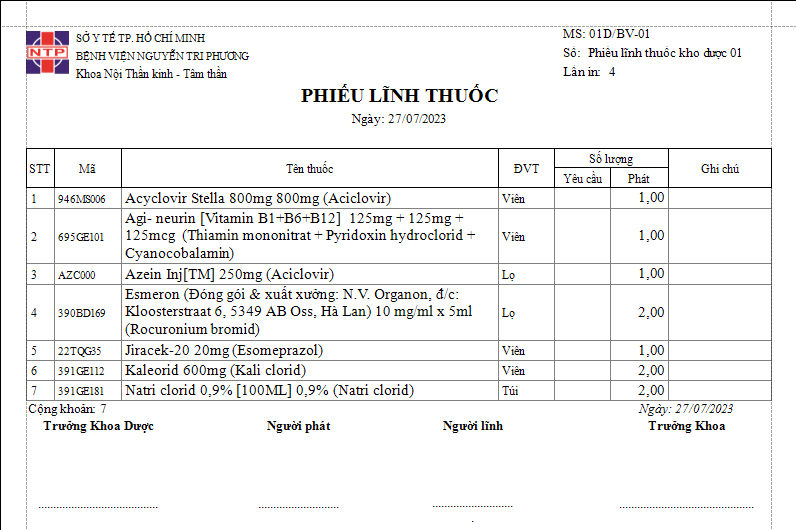 SỞ Y TẾ TP. HỒ CHÍ MINH
BỆNH VIỆN NGUYỄN TRI PHƯƠNG
Khoa Nội Thần kinh - Tâm thần
NTP
MS: 01D/BV-01
Số: Phiếu lĩnh thuốc kho dược 01
Lần in: 4
PHIẾU LĨNH THUỐC
Ngày: 27/07/2023
STT Mã Tên thuốc ĐVT Số lượng Ghi chú
Yêu cầu Phát
1 946MS006 Acyclovir Stella 800mg 800mg (Aciclovir) Viên 1,00
Agi- neurin [Vitamin B1+B6+B12] 125mg + 125mg +
2 695GE101 125mcg (Thiamin mononitrat + Pyridoxin hydroclorid + Viên 1,00
Cyanocobalamin)
3 AZC000 Azein Inj[TM] 250mg (Aciclovir) Lọ 1,00
Esmeron (Đóng gói & xuất xưởng: N.V. Organon, đ/c:
4 390BD169 Kloosterstraat 6, 5349 AB Oss, Hà Lan) 10 mg/ml x 5ml Lọ 2,00
(Rocuronium bromid)
5 22TQG35 Jiracek-20 20mg (Esomeprazol) Viên 1,00
6 391GE112 Kaleorid 600mg (Kali clorid) Viên 2,00
7 391GE181 Natri clorid 0,9% [100ML] 0,9% (Natri clorid) Túi 2,00
Cộng khoản: 7 Ngày: 27/07/2023
Trưởng Khoa Dược Người phát Người lĩnh Trưởng Khoa